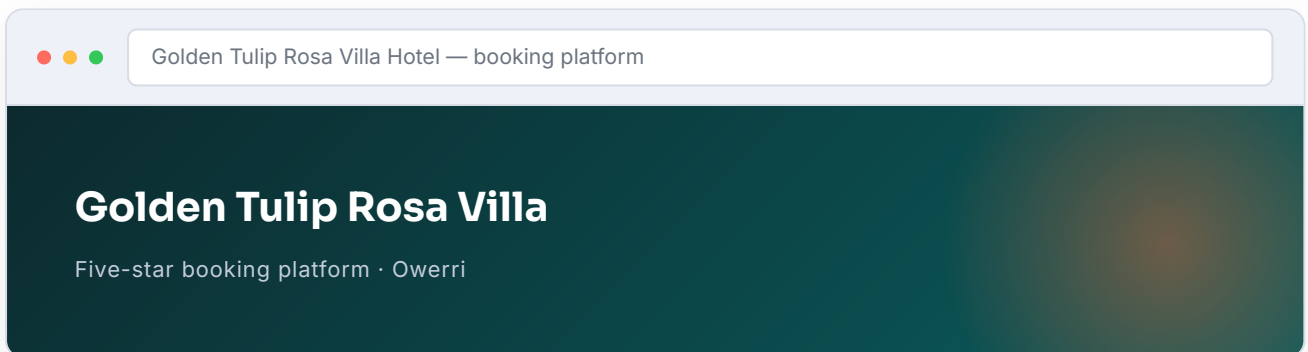 Golden Tulip Rosa Villa Hotel — booking platform
Golden Tulip Rosa Villa
Five-star booking platform · Owerri